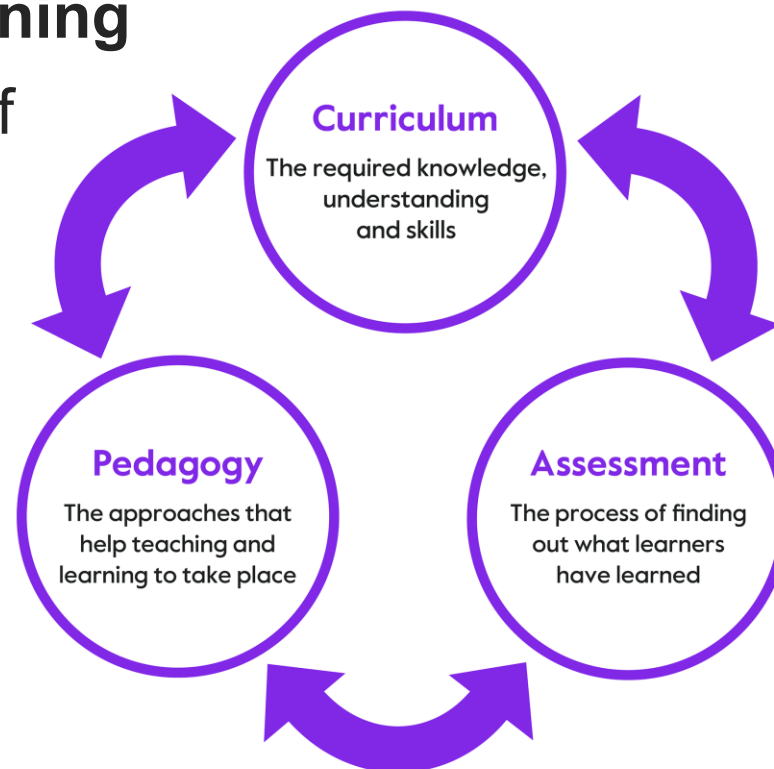 ning
f
Curriculum
The required knowledge,
understanding
and skills
Pedagogy
The approaches that
help teaching and
learning to take place
Assessment
The process of finding
out what learners
have learned